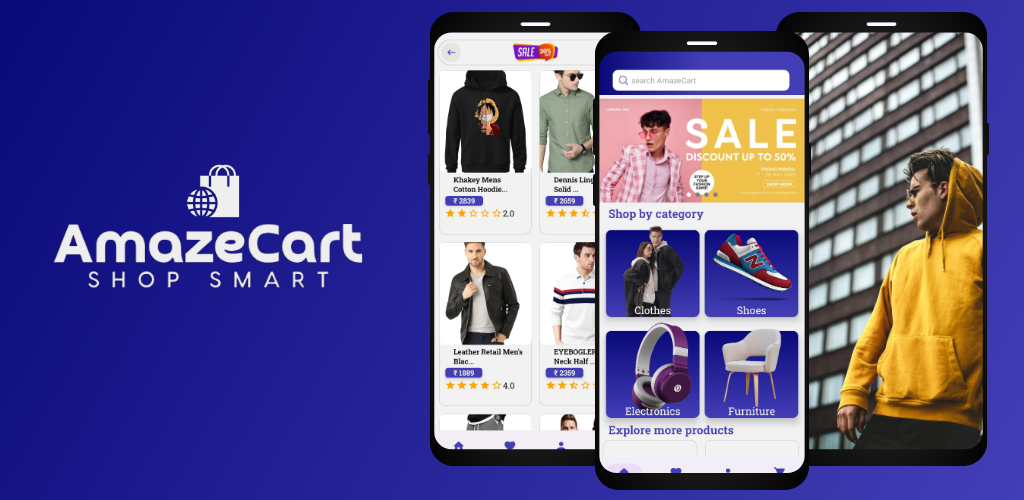 AmazeCart
SHOP SMART
SALE
Khakey Mens
Cotton Hoodie...
₹ 2839
2.0
Dennis Ling
Solid ...
₹ 2659
Leather Retail Men's
Blac...
₹ 1889
4.0
EYEBOGLER
Neck Half ...
₹ 2359
search AmazeCart
SALE
DISCOUNT UP TO 50%
STEP UP
YOUR
FASHION
GAME!
SHOP NOW
Shop by category
Clothes
Shoes
Electronics
Furniture
Explore more products